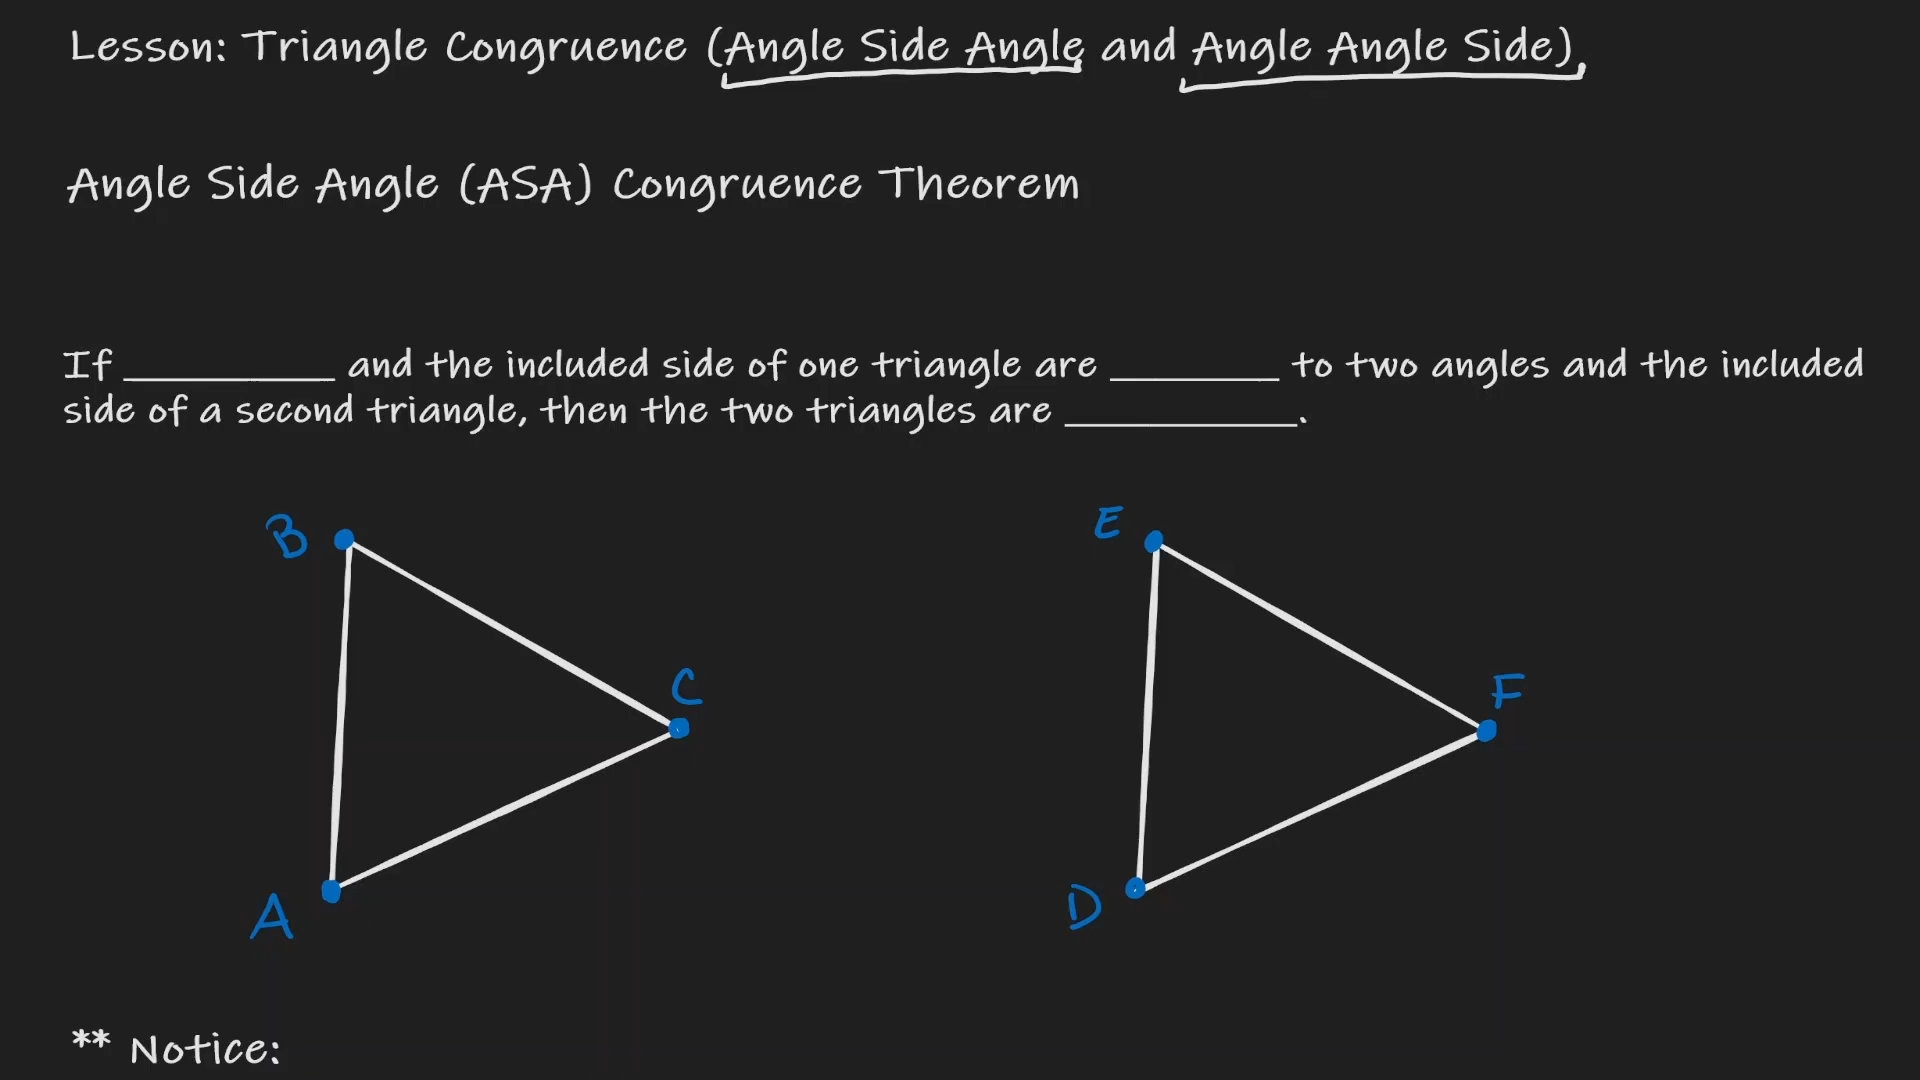 Lesson: Triangle Congruence (Angle Side Angle and Angle Angle Side)
Angle Side Angle (ASA) Congruence Theorem
If __________ and the included side of one triangle are ________ to two angles and the included
side of a second triangle, then the two triangles are ___________.
B
E
C
F
A
D
** Notice: